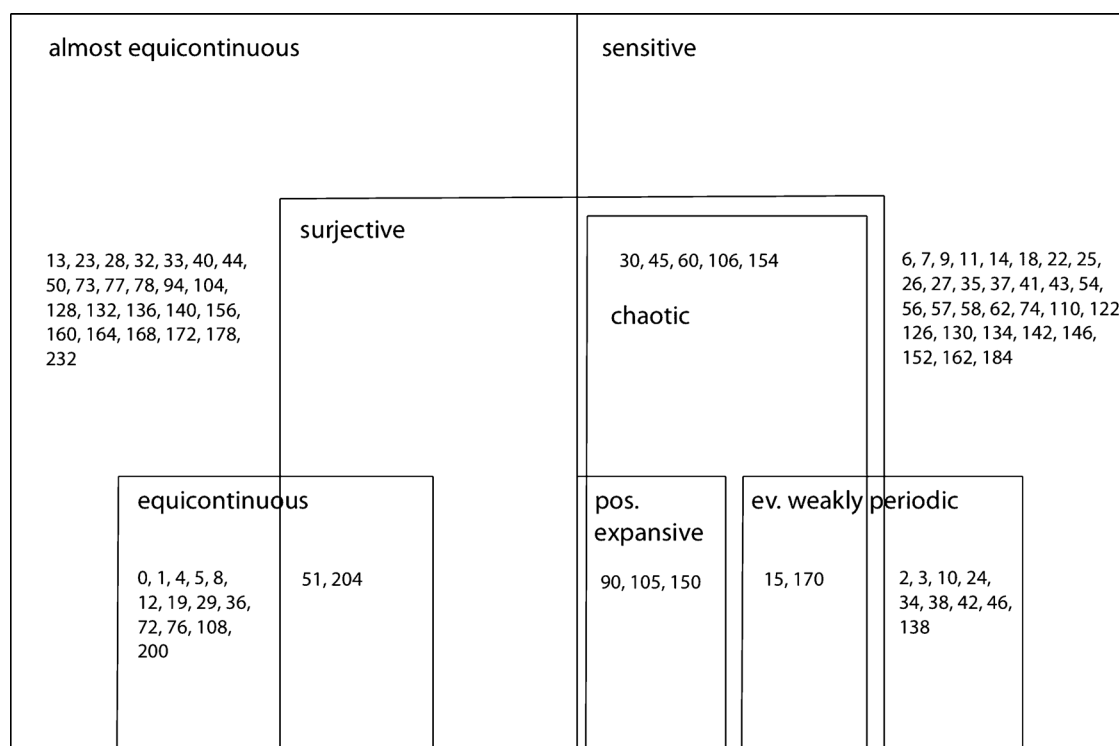 almost equicontinuous
sensitive
surjective
13, 23, 28, 32, 33, 40, 44,
50, 73, 77, 78, 94, 104,
128, 132, 136, 140, 156,
160, 164, 168, 172, 178,
232
30, 45, 60, 106, 154
chaotic
6, 7, 9, 11, 14, 18, 22, 25,
26, 27, 35, 37, 41, 43, 54,
56, 57, 58, 62, 74, 110, 122
126, 130, 134, 142, 146,
152, 162, 184
equicontinuous
pos.
expansive
ev. weakly periodic
0, 1, 4, 5, 8,
12, 19, 29, 36,
72, 76, 108,
200
51, 204
90, 105, 150
15, 170
2, 3, 10, 24,
34, 38, 42, 46,
138